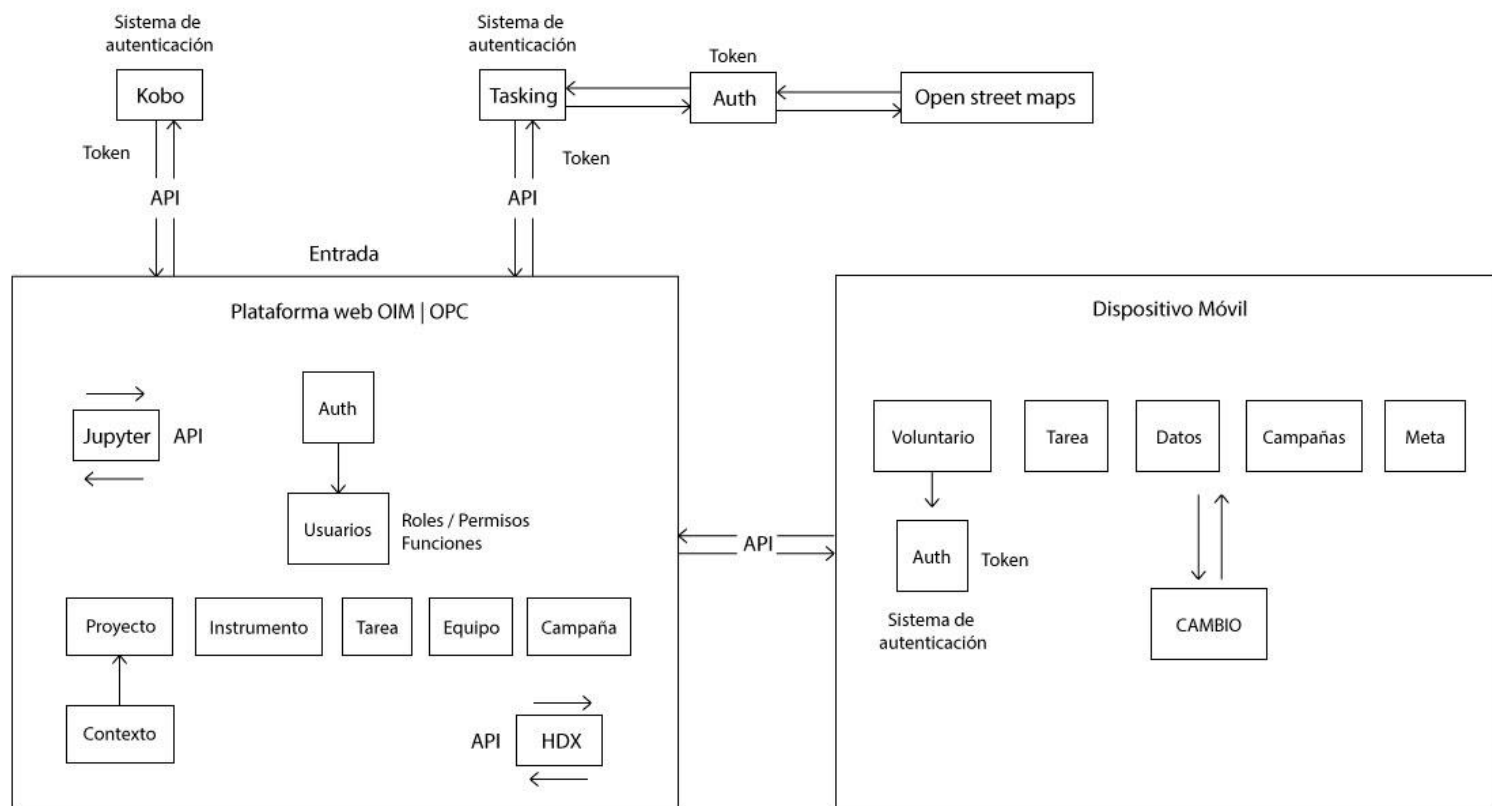 Sistema de
autenticación
Kobo
Token
API
Sistema de
autenticación
Tasking
Token
API
Token
Auth
Open street maps
Entrada
Plataforma web OIM | OPC
Jupyter
API
Auth
Usuarios
Roles / Permisos
Funciones
Proyecto
Instrumento
Tarea
Equipo
Campaña
Contexto
API
HDX
API
Dispositivo Móvil
Voluntario
Tarea
Datos
Campañas
Meta
Auth
Token
Sistema de
autenticación
CAMBIO